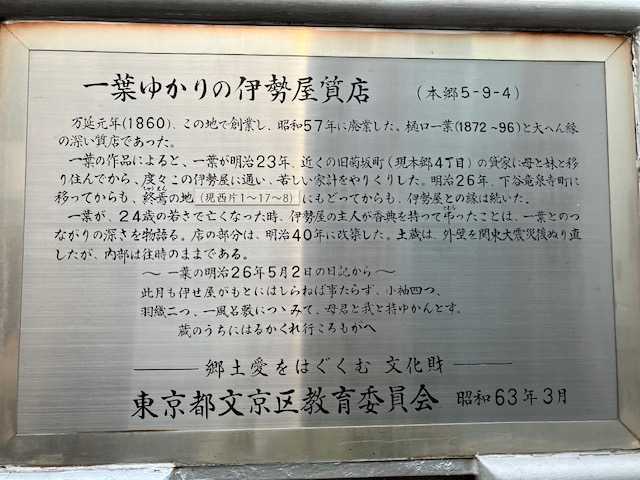 一葉ゆかりの伊勢屋質店 (本郷5-9-4)
万延元年(1860)、この地で創業し、昭和57年に廃業した。樋口一葉(1872~96)と大へん縁
の深い質店であった。
一葉の作品によると、一葉が明治23年、近くの旧菊坂町(現本郷4丁目)の貸家に母と妹と移
り住んでから、度々この伊勢屋に通い、苦しい家計をやりくりした。明治26年、下谷竜泉寺町に
移ってからも、終焉の地(現西片1~17~8)にもどってからも、伊勢屋との縁は続いた。
一葉が、24歳の若さで亡くなった時、伊勢屋の主人が香典を持って弔ったことは、一葉とのつ
ながりの深さを物語る。店の部分は、明治40年に改築した。土蔵は、外壁を関東大震災後ぬり直
したが、内部は往時のままである。
~ 一葉の明治26年5月2日の日記から ~
此月も伊せ屋がもとにはしらねば事たらず、小袖四つ、
羽織二つ、一風呂敷につゝみて、母君と我と持ゆかんとす。
蔵のうちにはるかくれ行ころもがへ
郷土愛をはぐくむ 文化財
東京都文京区教育委員会 昭和63年3月